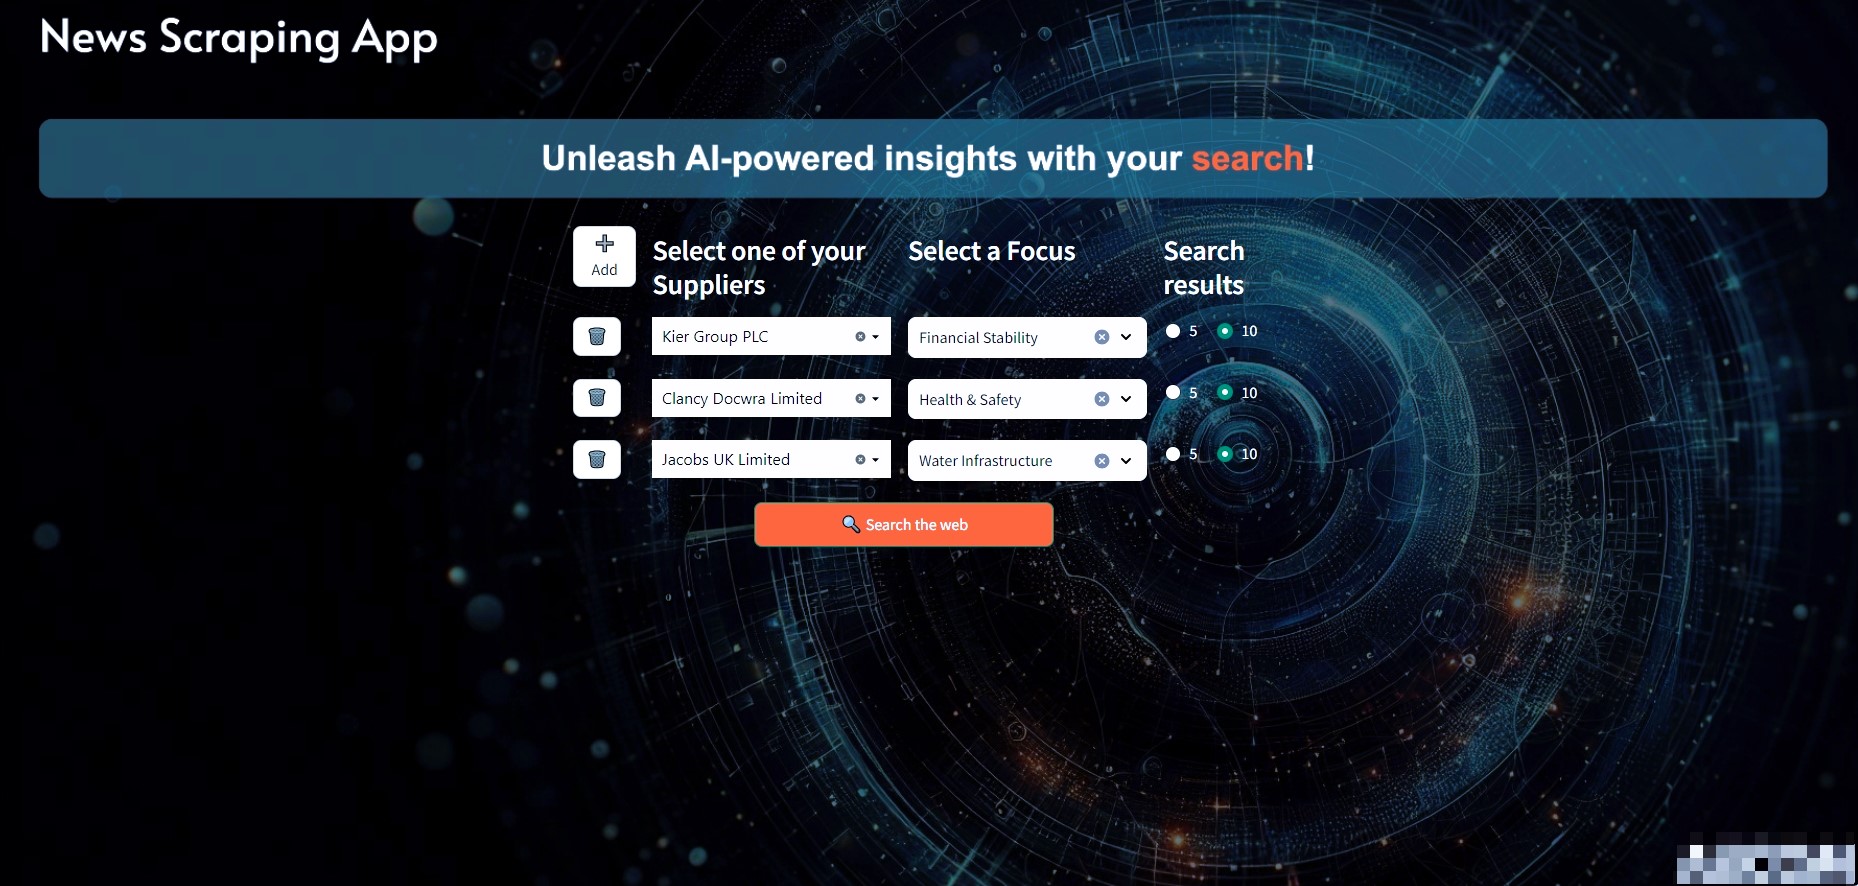 News Scraping App
Unleash AI-powered insights with your search!
Add
Select one of your
Suppliers
Select a Focus
Search
results
Kier Group PLC
Financial Stability
5
10
Clancy Docwra Limited
Health & Safety
5
10
Jacobs UK Limited
Water Infrastructure
5
10
Search the web